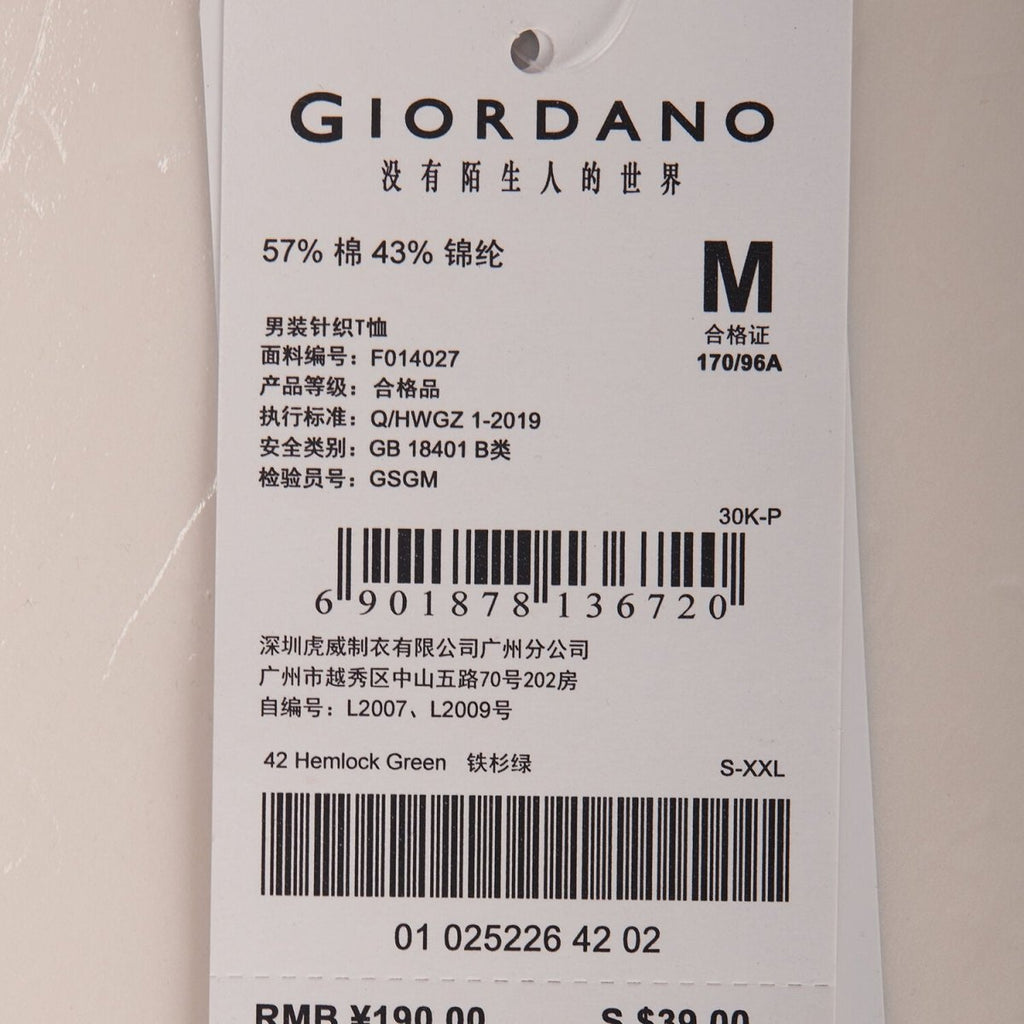 GIORDANO
没有陌生人的世界
57% 棉 43% 锦纶
M
合格证
170/96A
男装针织T恤
面料编号：F014027
产品等级：合格品
执行标准：Q/HWGZ 1-2019
安全类别：GB 18401 B类
检验员号：GSGM
30K-P
6 901878 136720
深圳虎威制衣有限公司广州分公司
广州市越秀区中山五路70号202房
自编号：L2007、L2009号
42 Hemlock Green 铁杉绿
S-XXL
01 025226 42 02
RMB ¥190.00 S $39.00